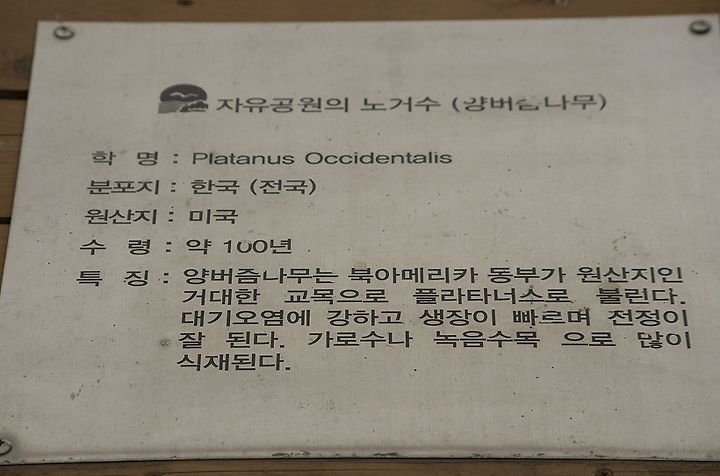 자유공원의 노거수 (양버즘나무)
학 명 : Platanus Occidentalis
분포지 : 한국 (전국)
원산지 : 미국
수 령 : 약 100년
특 징 : 양버즘나무는 북아메리카 동부가 원산지인
거대한 교목으로 플라타너스로 불린다.
대기오염에 강하고 생장이 빠르며 전정이
잘 된다. 가로수나 녹음수목 으로 많이
식재된다.